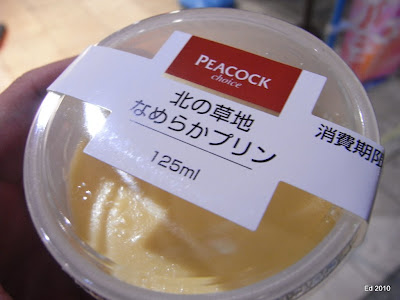 PEACOCK
choice
北の草地
なめらかプリン
125ml
消費期限
Ed 2010